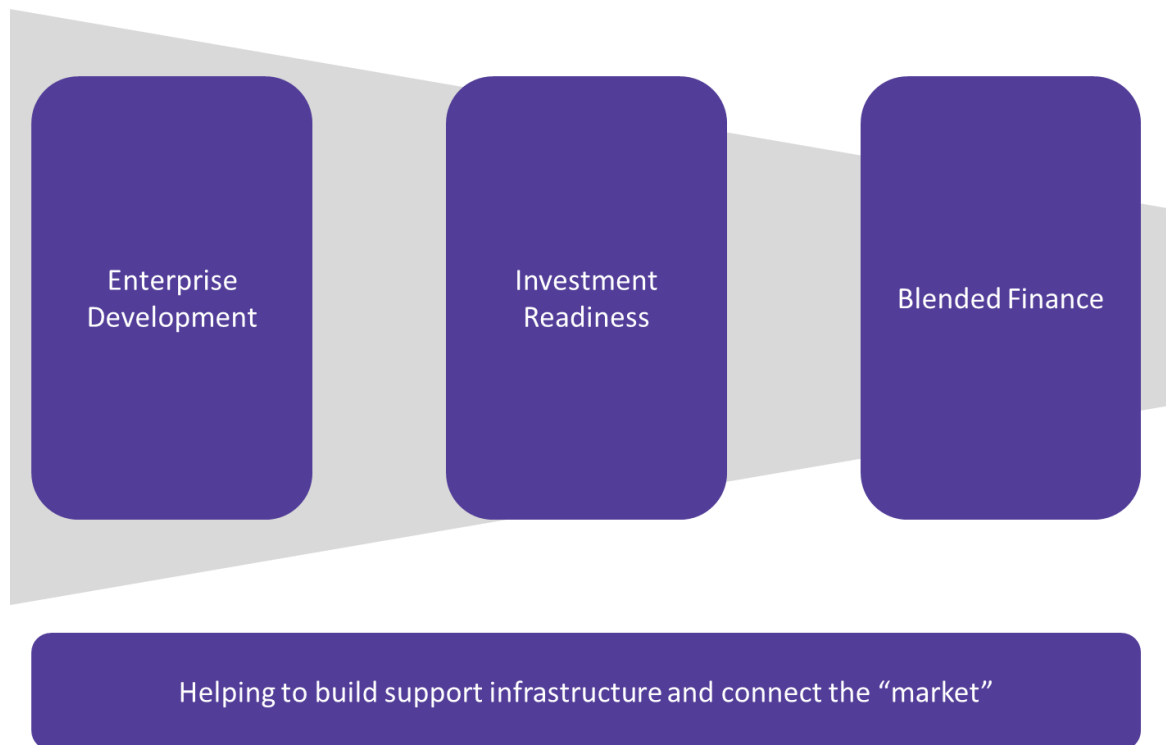 Enterprise
Development
Investment
Readiness
Blended Finance
Helping to build support infrastructure and connect the “market”